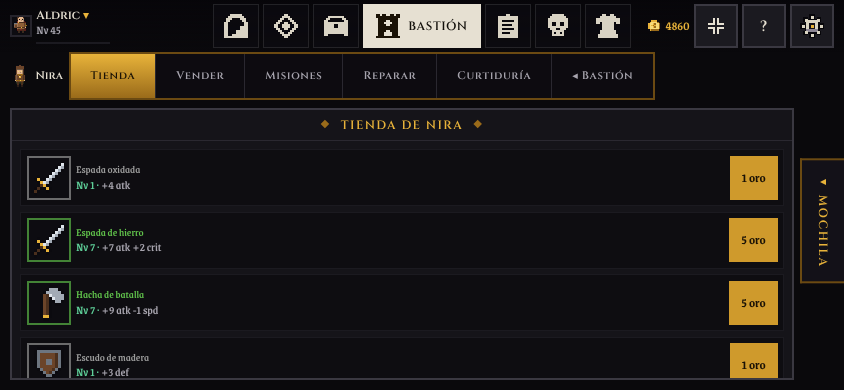 ALDRIC ▼
Nv 45
BASTIÓN
4860
?
NIRA
TIENDA
VENDER
MISIONES
REPARAR
CURTIDURÍA
◂ BASTIÓN
◆ TIENDA DE NIRA ◆
Espada oxidada
Nv 1 · +4 atk
1 oro
Espada de hierro
Nv 7 · +7 atk +2 crit
5 oro
Hacha de batalla
Nv 7 · +9 atk -1 spd
5 oro
Escudo de madera
Nv 1 · +3 def
1 oro
◂ MOCHILA